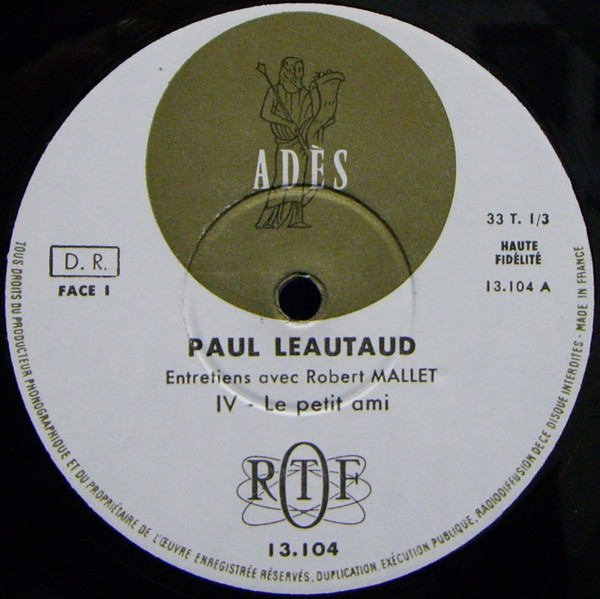 ADÈS
33 T. 1/3
HAUTE
FIDÉLITÉ
13.104 A
D. R.
FACE 1
PAUL LEAUTAUD
Entretiens avec Robert MALLET
IV - Le petit ami
RTF
13.104
TOUS DROITS DU PRODUCTEUR PHONOGRAPHIQUE ET DU PROPRIÉTAIRE DE L'ŒUVRE ENREGISTRÉE RÉSERVÉS, DUPLICATION, EXÉCUTION PUBLIQUE, RADIODIFFUSION DE CE DISQUE INTERDITES - MADE IN FRANCE